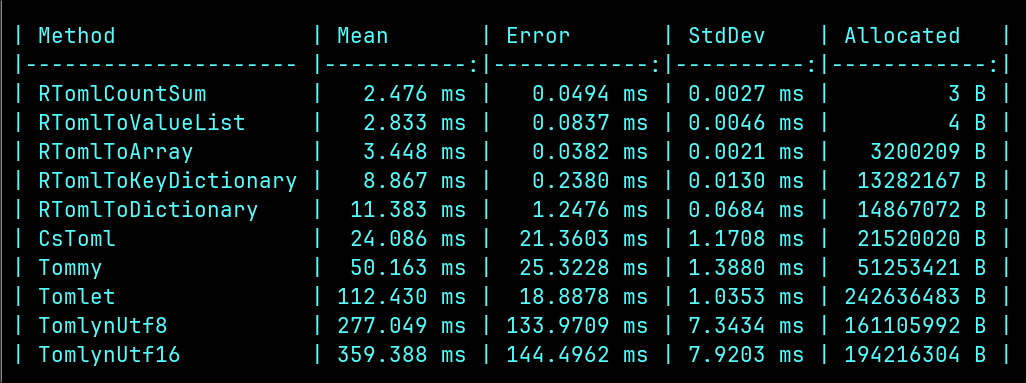 | Method                | Mean       | Error       | StdDev    | Allocated   |
|---------------------- |-----------:|------------:|----------:|------------:|
| RTomlCountSum         |   2.476 ms |   0.0494 ms | 0.0027 ms |         3 B |
| RTomlToValueList      |   2.833 ms |   0.0837 ms | 0.0046 ms |         4 B |
| RTomlToArray          |   3.448 ms |   0.0382 ms | 0.0021 ms |   3200209 B |
| RTomlToKeyDictionary  |   8.867 ms |   0.2380 ms | 0.0130 ms |  13282167 B |
| RTomlToDictionary     |  11.383 ms |   1.2476 ms | 0.0684 ms |  14867072 B |
| CsToml                |  24.086 ms |  21.3603 ms | 1.1708 ms |  21520020 B |
| Tommy                 |  50.163 ms |  25.3228 ms | 1.3880 ms |  51253421 B |
| Tomlet                | 112.430 ms |  18.8878 ms | 1.0353 ms | 242636483 B |
| TomlynUtf8            | 277.049 ms | 133.9709 ms | 7.3434 ms | 161105992 B |
| TomlynUtf16           | 359.388 ms | 144.4962 ms | 7.9203 ms | 194216304 B |